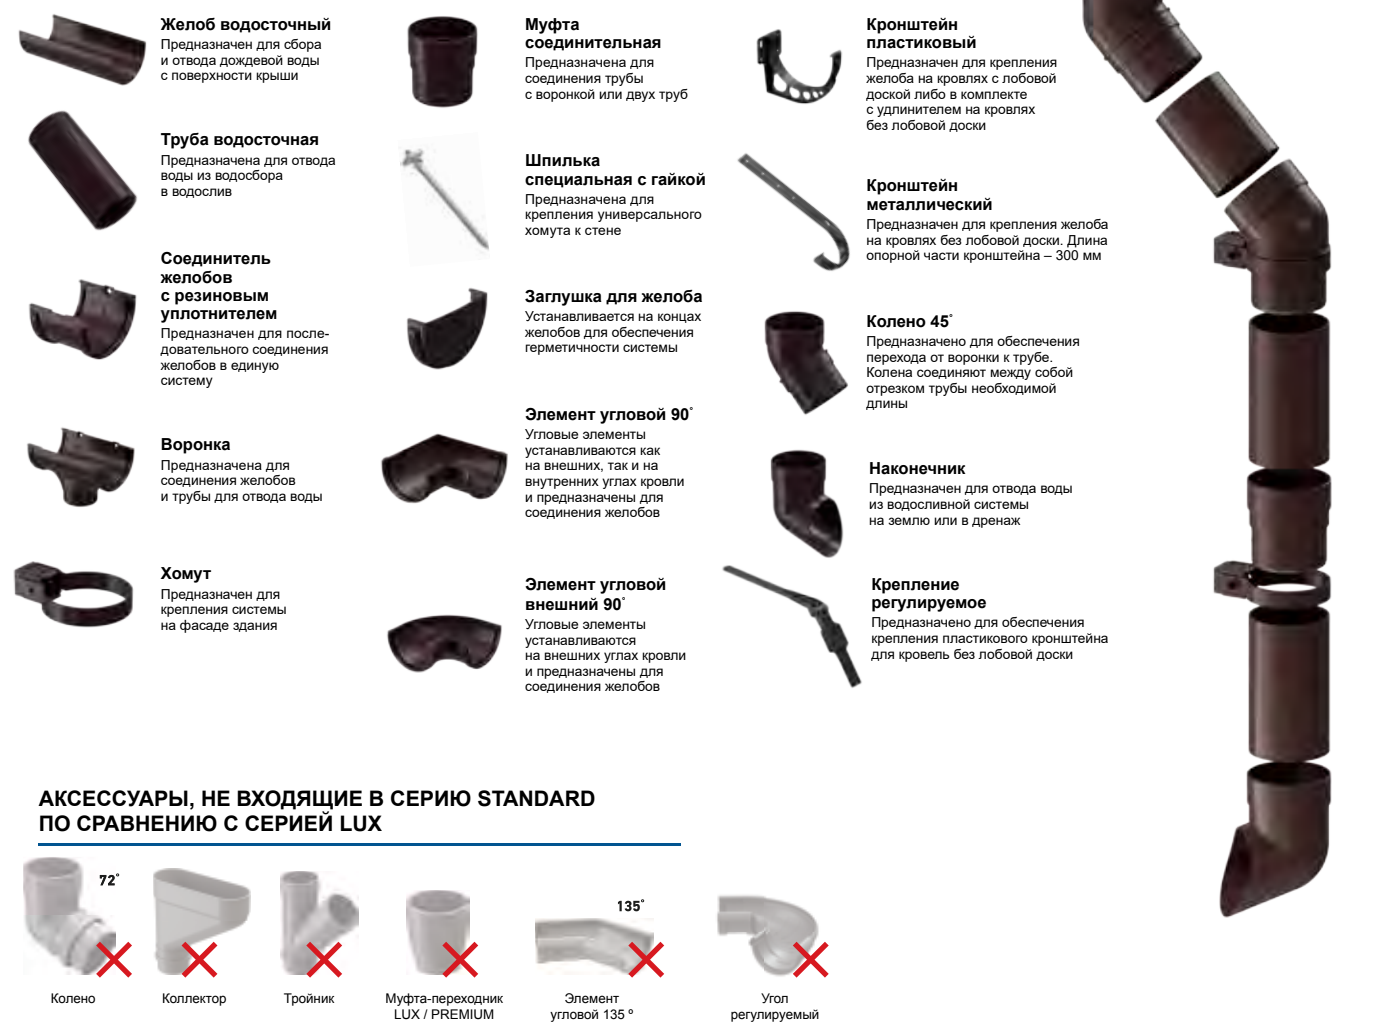 Желоб водосточный
Предназначен для сбора
и отвода дождевой воды
с поверхности крыши
Труба водосточная
Предназначена для отвода
воды из водосбора
в водослив
Соединитель
желобов
с резиновым
уплотнителем
Предназначен для после-
довательного соединения
желобов в единую
систему
Воронка
Предназначена для
соединения желобов
и трубы для отвода воды
Хомут
Предназначен для
крепления системы
на фасаде здания
Муфта
соединительная
Предназначена для
соединения трубы
с воронкой или двух труб
Шпилька
специальная с гайкой
Предназначена для
крепления универсального
хомута к стене
Заглушка для желоба
Устанавливается на концах
желобов для обеспечения
герметичности системы
Элемент угловой 90˚
Угловые элементы
устанавливаются как
на внешних, так и на
внутренних углах кровли
и предназначены для
соединения желобов
Элемент угловой
внешний 90˚
Угловые элементы
устанавливаются
на внешних углах кровли
и предназначены для
соединения желобов
Кронштейн
пластиковый
Предназначен для крепления
желоба на кровлях с лобовой
доской либо в комплекте
с удлинителем на кровлях
без лобовой доски
Кронштейн
металлический
Предназначен для крепления желоба
на кровлях без лобовой доски. Длина
опорной части кронштейна – 300 мм
Колено 45˚
Предназначено для обеспечения
перехода от воронки к трубе.
Колена соединяют между собой
отрезком трубы необходимой
длины
Наконечник
Предназначен для отвода воды
из водосливной системы
на землю или в дренаж
Крепление
регулируемое
Предназначено для обеспечения
крепления пластикового кронштейна
для кровель без лобовой доски
АКСЕССУАРЫ, НЕ ВХОДЯЩИЕ В СЕРИЮ STANDARD
ПО СРАВНЕНИЮ С СЕРИЕЙ LUX
72˚
Колено
Коллектор
Тройник
Муфта-переходник
LUX / PREMIUM
135˚
Элемент
угловой 135 º
Угол
регулируемый